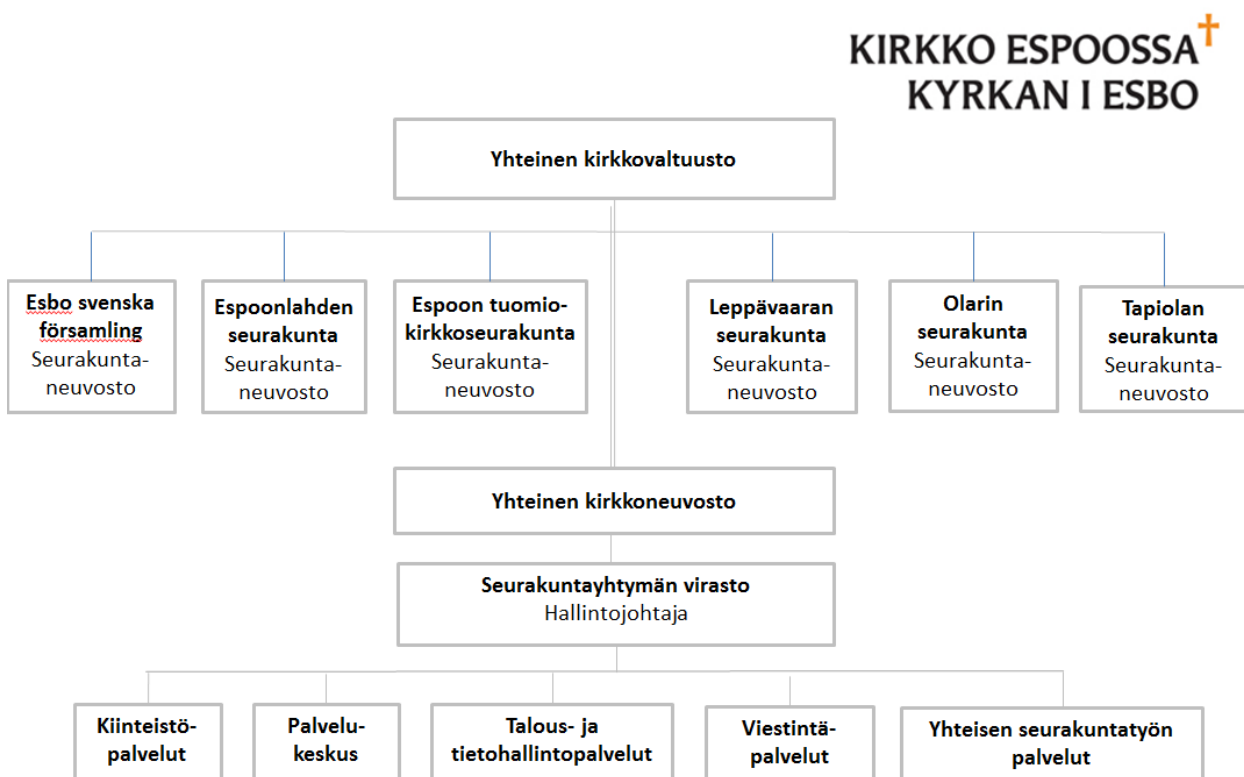 KIRKKO ESPOOSSA
KYRKAN I ESBO
Yhteinen kirkkovaltuusto
Esbo svenska
församling
Seurakunta-
neuvosto
Espoonlahden
seurakunta
Seurakunta-
neuvosto
Espoon tuomio-
kirkkoseurakunta
Seurakunta-
neuvosto
Leppävaaran
seurakunta
Seurakunta-
neuvosto
Olarin
seurakunta
Seurakunta-
neuvosto
Tapiolan
seurakunta
Seurakunta-
neuvosto
Yhteinen kirkkoneuvosto
Seurakuntayhtymän virasto
Hallintojohtaja
Kiinteistö-
palvelut
Palvelu-
keskus
Talous- ja
tietohallintopalvelut
Viestintä-
palvelut
Yhteisen seurakuntatyön
palvelut